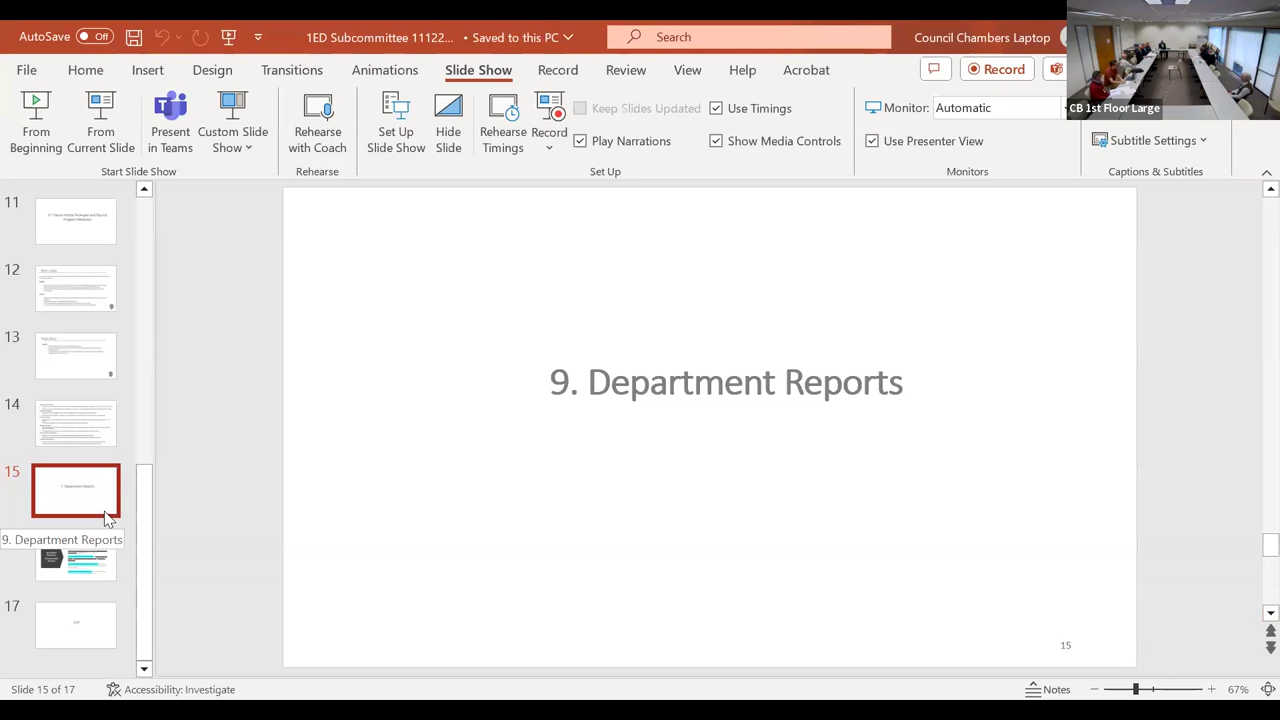 AutoSave Off 1ED Subcommittee 11122... • Saved to this PC Search Council Chambers Laptop
File Home Insert Design Transitions Animations Slide Show Record Review View Help Acrobat Record
CB 1st Floor Large
From Beginning
From Current Slide
Present in Teams
Custom Slide Show
Rehearse with Coach
Set Up Slide Show
Hide Slide
Rehearse Timings
Record
Keep Slides Updated
Use Timings
Play Narrations
Show Media Controls
Monitor: Automatic
Use Presenter View
Subtitle Settings
Start Slide Show
Rehearse
Set Up
Monitors
Captions & Subtitles
11
12
13
14
15
9. Department Reports
17
9. Department Reports
15
Slide 15 of 17
Accessibility: Investigate
Notes
67%